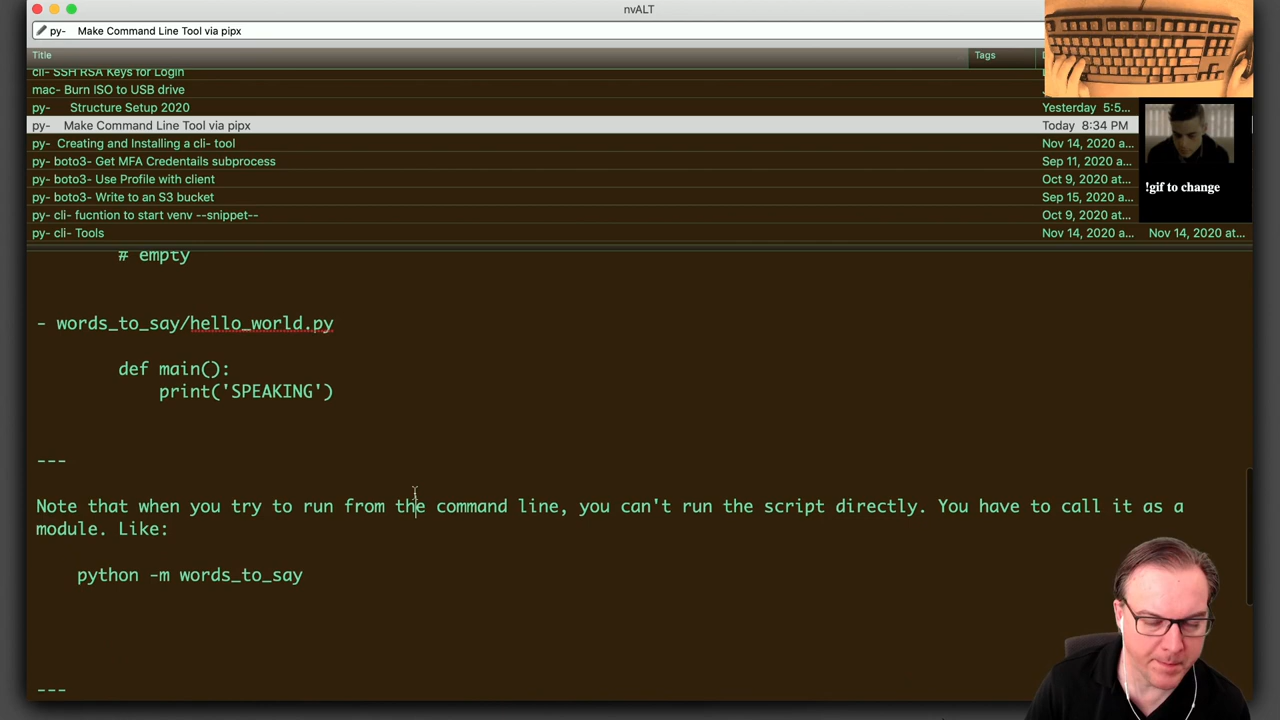 nvALT
py- Make Command Line Tool via pipx
Title Tags
cli- SSH RSA Keys for Login
mac- Burn ISO to USB drive
py- Structure Setup 2020 Yesterday 5:5...
py- Make Command Line Tool via pipx Today 8:34 PM
py- Creating and Installing a cli- tool Nov 14, 2020 a...
py- boto3- Get MFA Credentails subprocess Sep 11, 2020 a...
!gif to change
py- boto3- Use Profile with client Oct 9, 2020 at...
py- boto3- Write to an S3 bucket Sep 15, 2020 at...
py- cli- fucntion to start venv --snippet-- Oct 9, 2020 at...
py- cli- Tools Nov 14, 2020 a... Nov 14, 2020 at...
# empty
- words_to_say/hello_world.py
def main():
print('SPEAKING')
---
Note that when you try to run from the command line, you can't run the script directly. You have to call it as a
module. Like:
python -m words_to_say
---